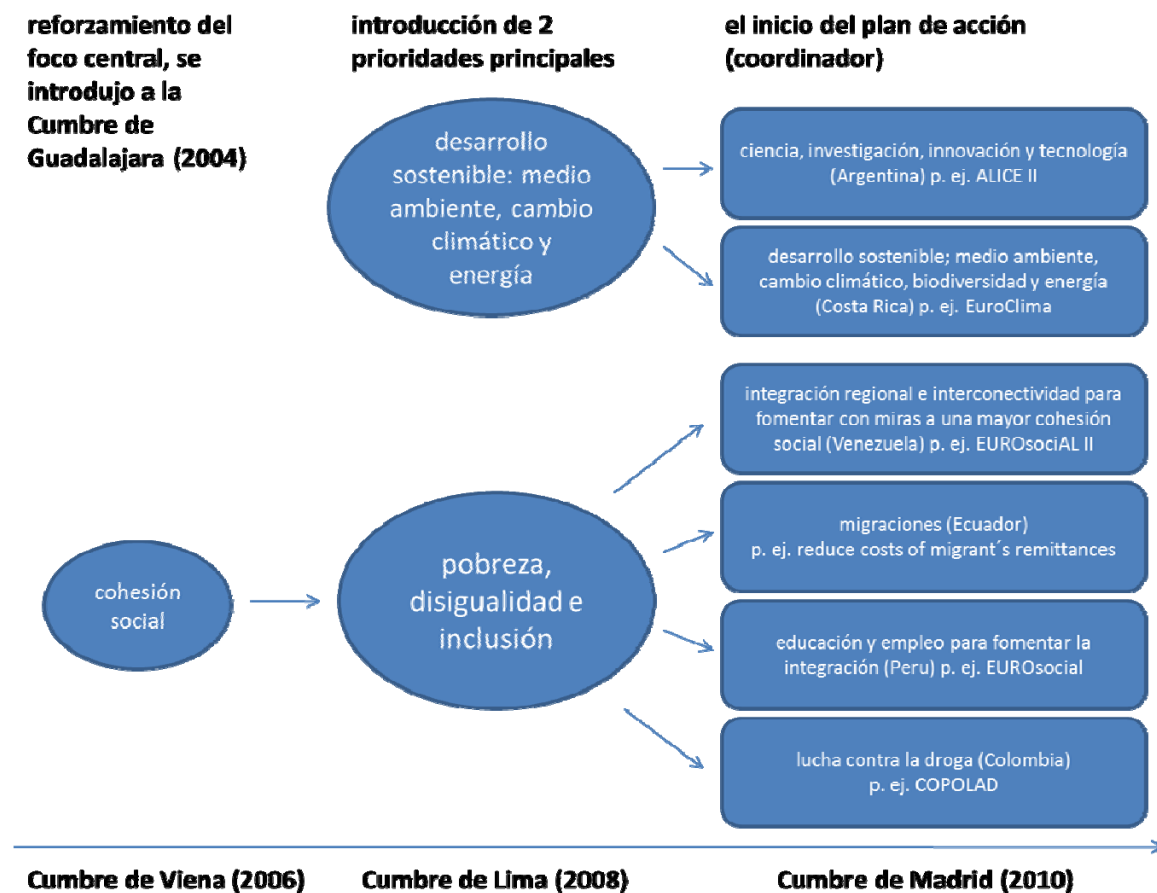 reforzamiento del
foco central, se
introdujo a la
Cumbre de
Guadalajara (2004)
introducción de 2
prioridades principales
el inicio del plan de acción
(coordinador)
desarrollo
sostenible: medio
ambiente, cambio
climático y
energía
ciencia, investigación, innovación y tecnología
(Argentina) p. ej. ALICE II
desarrollo sostenible; medio ambiente,
cambio climático, biodiversidad y energía
(Costa Rica) p. ej. EuroClima
cohesión
social
pobreza,
disigualdad e
inclusión
integración regional e interconectividad para
fomentar con miras a una mayor cohesión
social (Venezuela) p. ej. EUROsociAL II
migraciones (Ecuador)
p. ej. reduce costs of migrant´s remittances
educación y empleo para fomentar la
integración (Peru) p. ej. EUROsocial
lucha contra la droga (Colombia)
p. ej. COPOLAD
Cumbre de Viena (2006)
Cumbre de Lima (2008)
Cumbre de Madrid (2010)